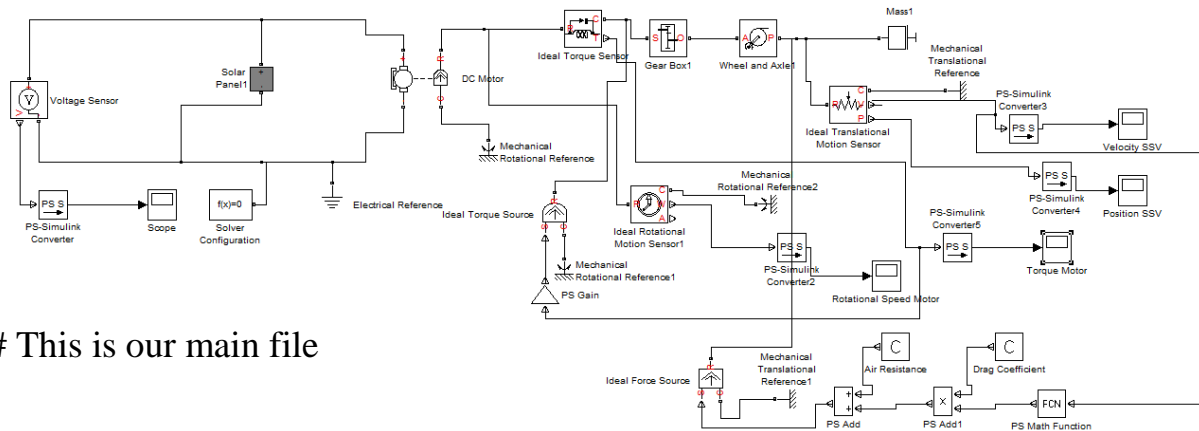 Mass1
Ideal Torque Sensor
Gear Box1
Wheel and Axle1
Mechanical
Translational
Reference
Solar
Panel1
DC Motor
Voltage Sensor
V
V
R
C
T
S
O
A
P
R
C
C
V
P
R
PS-Simulink
Converter3
PS S
Velocity SSV
Ideal Translational
Motion Sensor
Mechanical
Rotational Reference
PS S
PS-Simulink
Converter
Scope
f(x)=0
Solver
Configuration
Electrical Reference
Ideal Torque Source
R
S
C
Mechanical
Rotational Reference1
PS Gain
R
C
W
A
Ideal Rotational
Motion Sensor1
Mechanical
Rotational Reference2
PS S
PS-Simulink
Converter2
Rotational Speed Motor
PS S
PS-Simulink
Converter4
Position SSV
PS-Simulink
Converter5
PS S
Torque Motor
# This is our main file
Ideal Force Source
R
S
C
Mechanical
Translational
Reference1
C
Air Resistance
C
Drag Coefficient
+
+
PS Add
x
PS Add1
FCN
PS Math Function